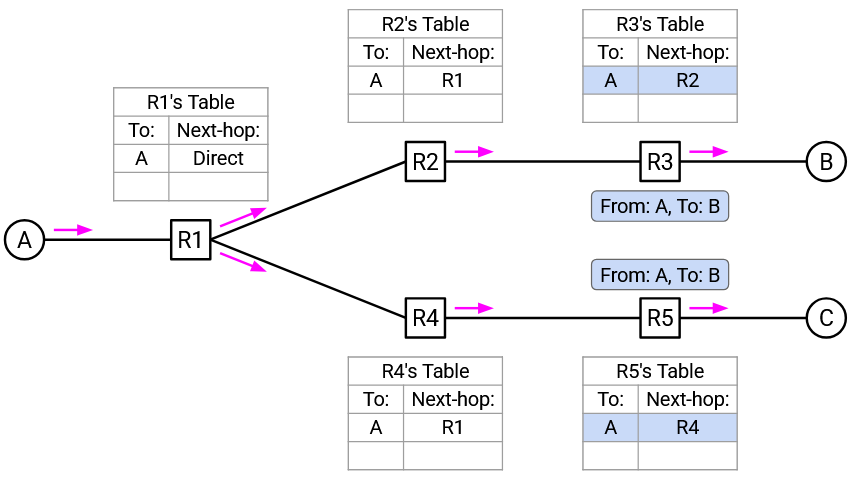 R2's Table
To: Next-hop:
A R1
R3's Table
To: Next-hop:
A R2
R1's Table
To: Next-hop:
A Direct
R2
R3
B
From: A, To: B
A
R1
From: A, To: B
R4
R5
C
R4's Table
To: Next-hop:
A R1
R5's Table
To: Next-hop:
A R4